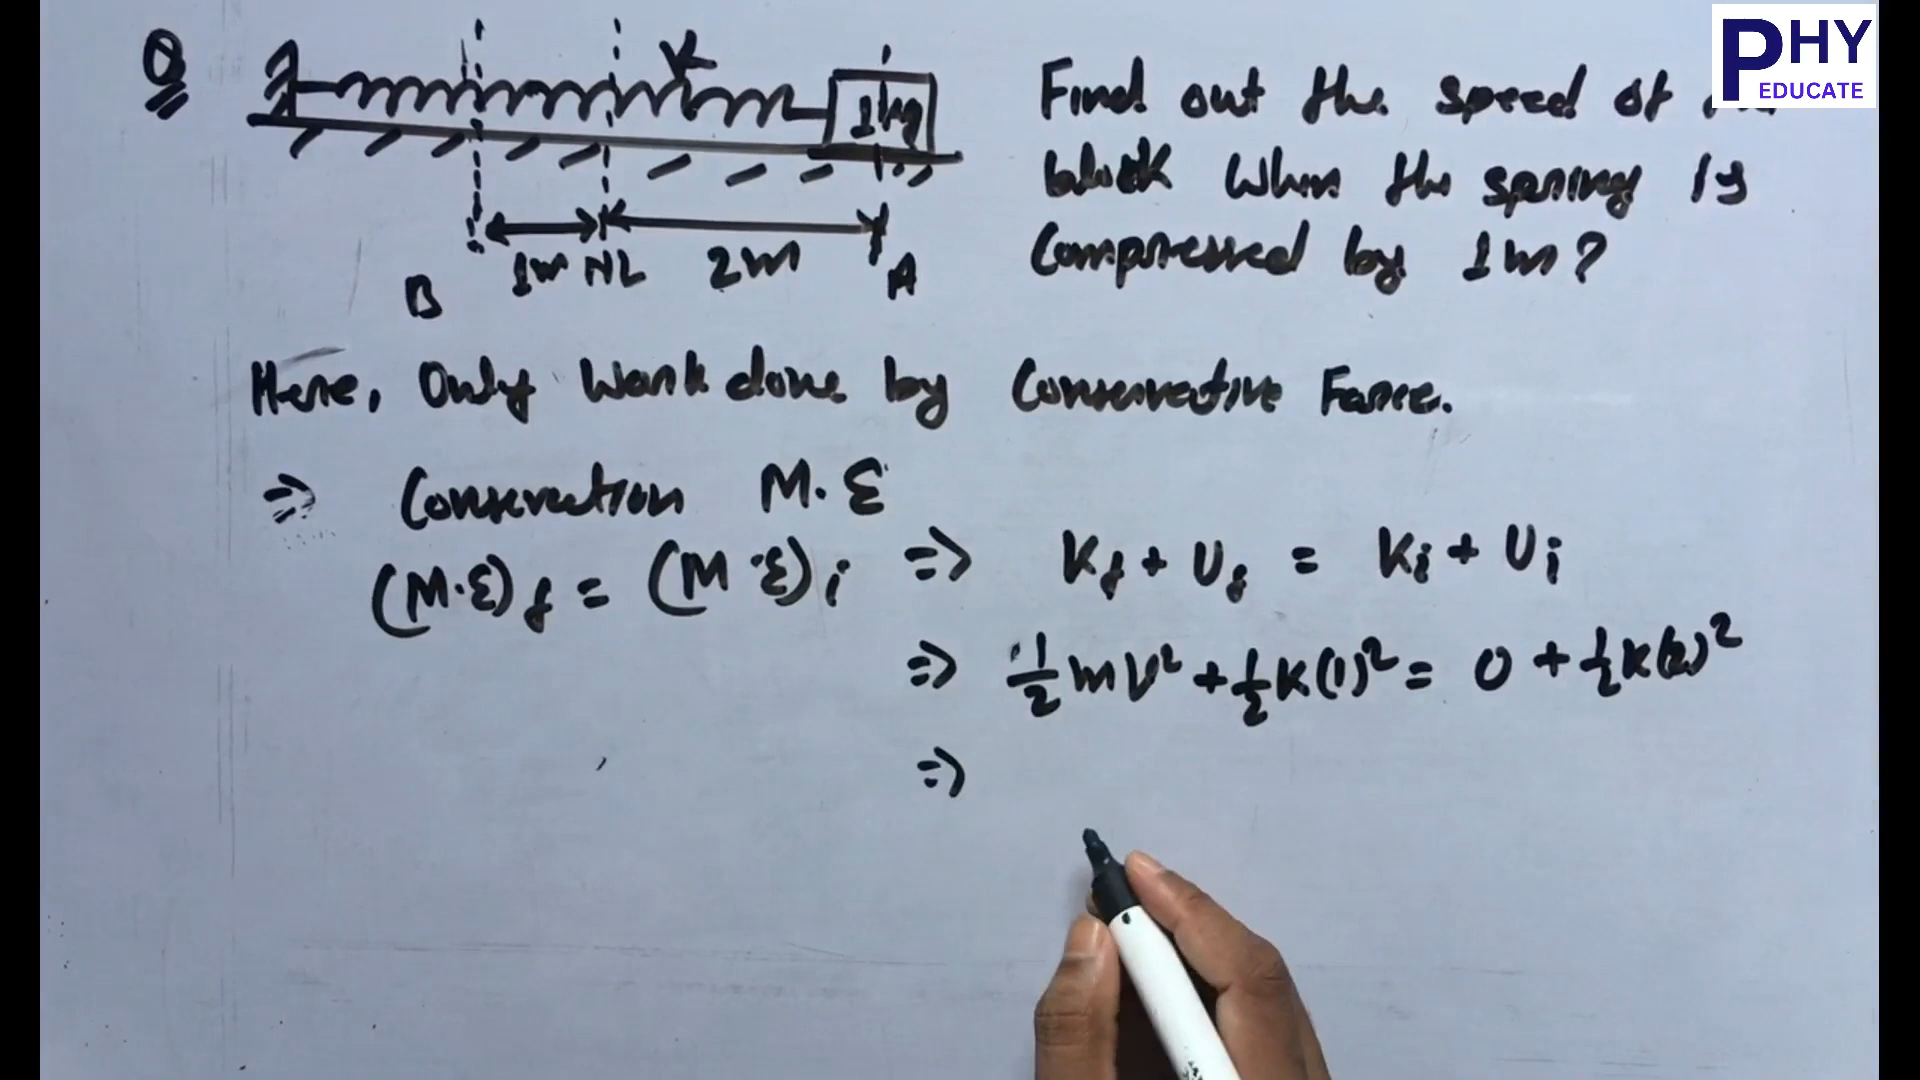 PHY
EDUCATE
Q
K
1kg
Find out the speed of
block when the spring is
compressed by 1m?
B 1m NL 2m A
Here, Only work done by Conservative Force.
=> Conservation M.E
(M.E)f = (M.E)i => Kf + Uf = Ki + Ui
=> 1/2 mV² + 1/2 K(1)² = 0 + 1/2 K(2)²
=>